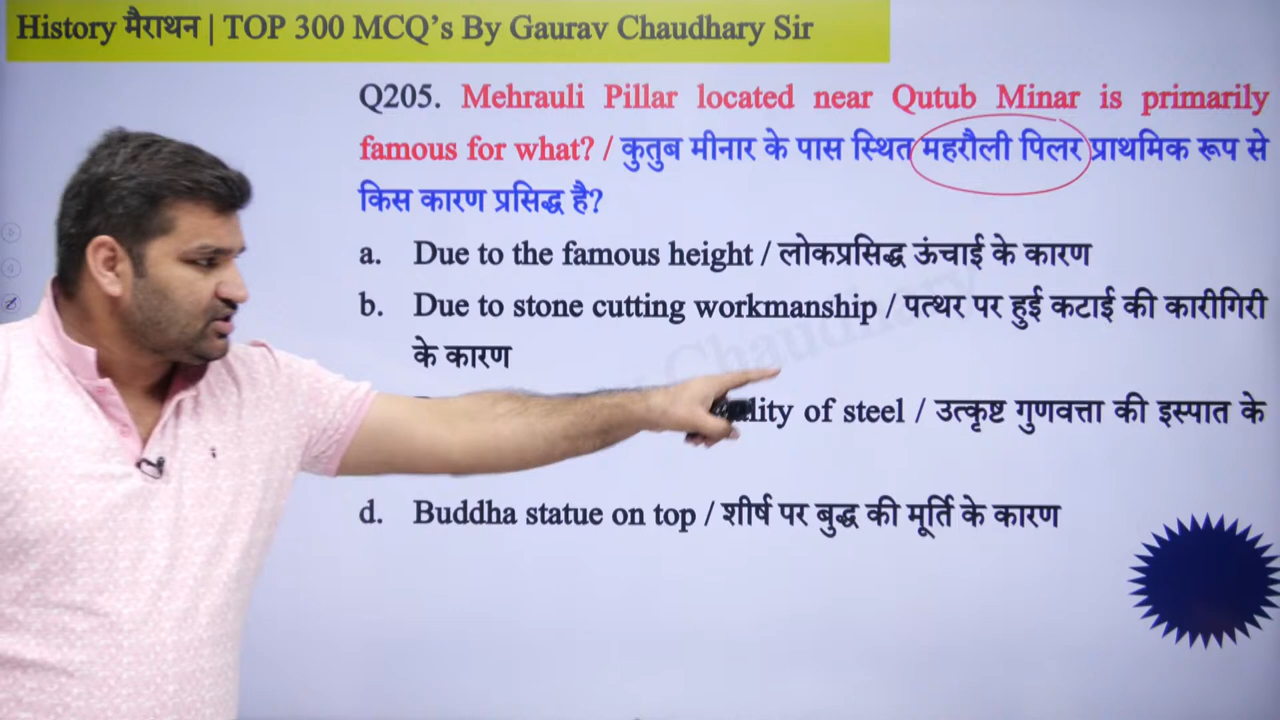 History मैराथन | TOP 300 MCQ’s By Gaurav Chaudhary Sir
Q205. Mehrauli Pillar located near Qutub Minar is primarily
famous for what? / कुतुब मीनार के पास स्थित महरौली पिलर प्राथमिक रूप से
किस कारण प्रसिद्ध है?
a. Due to the famous height / लोकप्रसिद्ध ऊंचाई के कारण
b. Due to stone cutting workmanship / पत्थर पर हुई कटाई की कारीगिरी
के कारण
of steel / उत्कृष्ट गुणवत्ता की इस्पात के
d. Buddha statue on top / शीर्ष पर बुद्ध की मूर्ति के कारण
Chaudhary